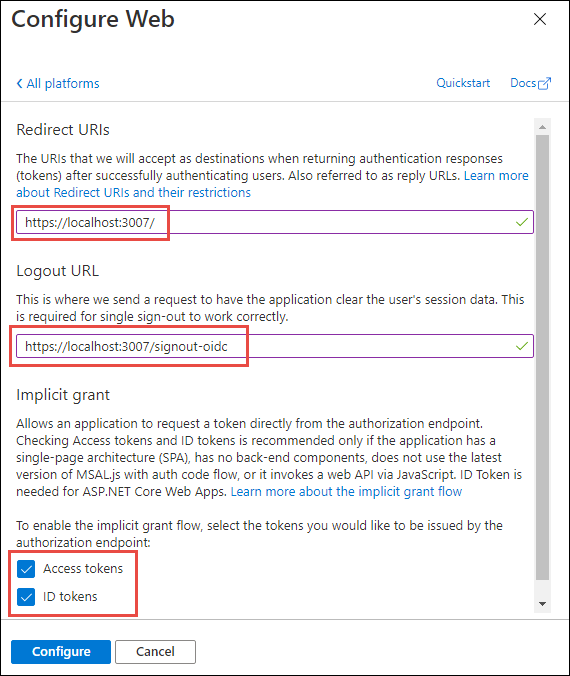 Configure Web
All platforms
Quickstart
Docs
Redirect URIs
The URIs that we will accept as destinations when returning authentication responses
(tokens) after successfully authenticating users. Also referred to as reply URLs. Learn more
about Redirect URIs and their restrictions
https://localhost:3007/
Logout URL
This is where we send a request to have the application clear the user's session data. This
is required for single sign-out to work correctly.
https://localhost:3007/signout-oidc
Implicit grant
Allows an application to request a token directly from the authorization endpoint.
Checking Access tokens and ID tokens is recommended only if the application has a
single-page architecture (SPA), has no back-end components, does not use the latest
version of MSAL.js with auth code flow, or it invokes a web API via JavaScript. ID Token is
needed for ASP.NET Core Web Apps. Learn more about the implicit grant flow
To enable the implicit grant flow, select the tokens you would like to be issued by the
authorization endpoint:
Access tokens
ID tokens
Configure
Cancel